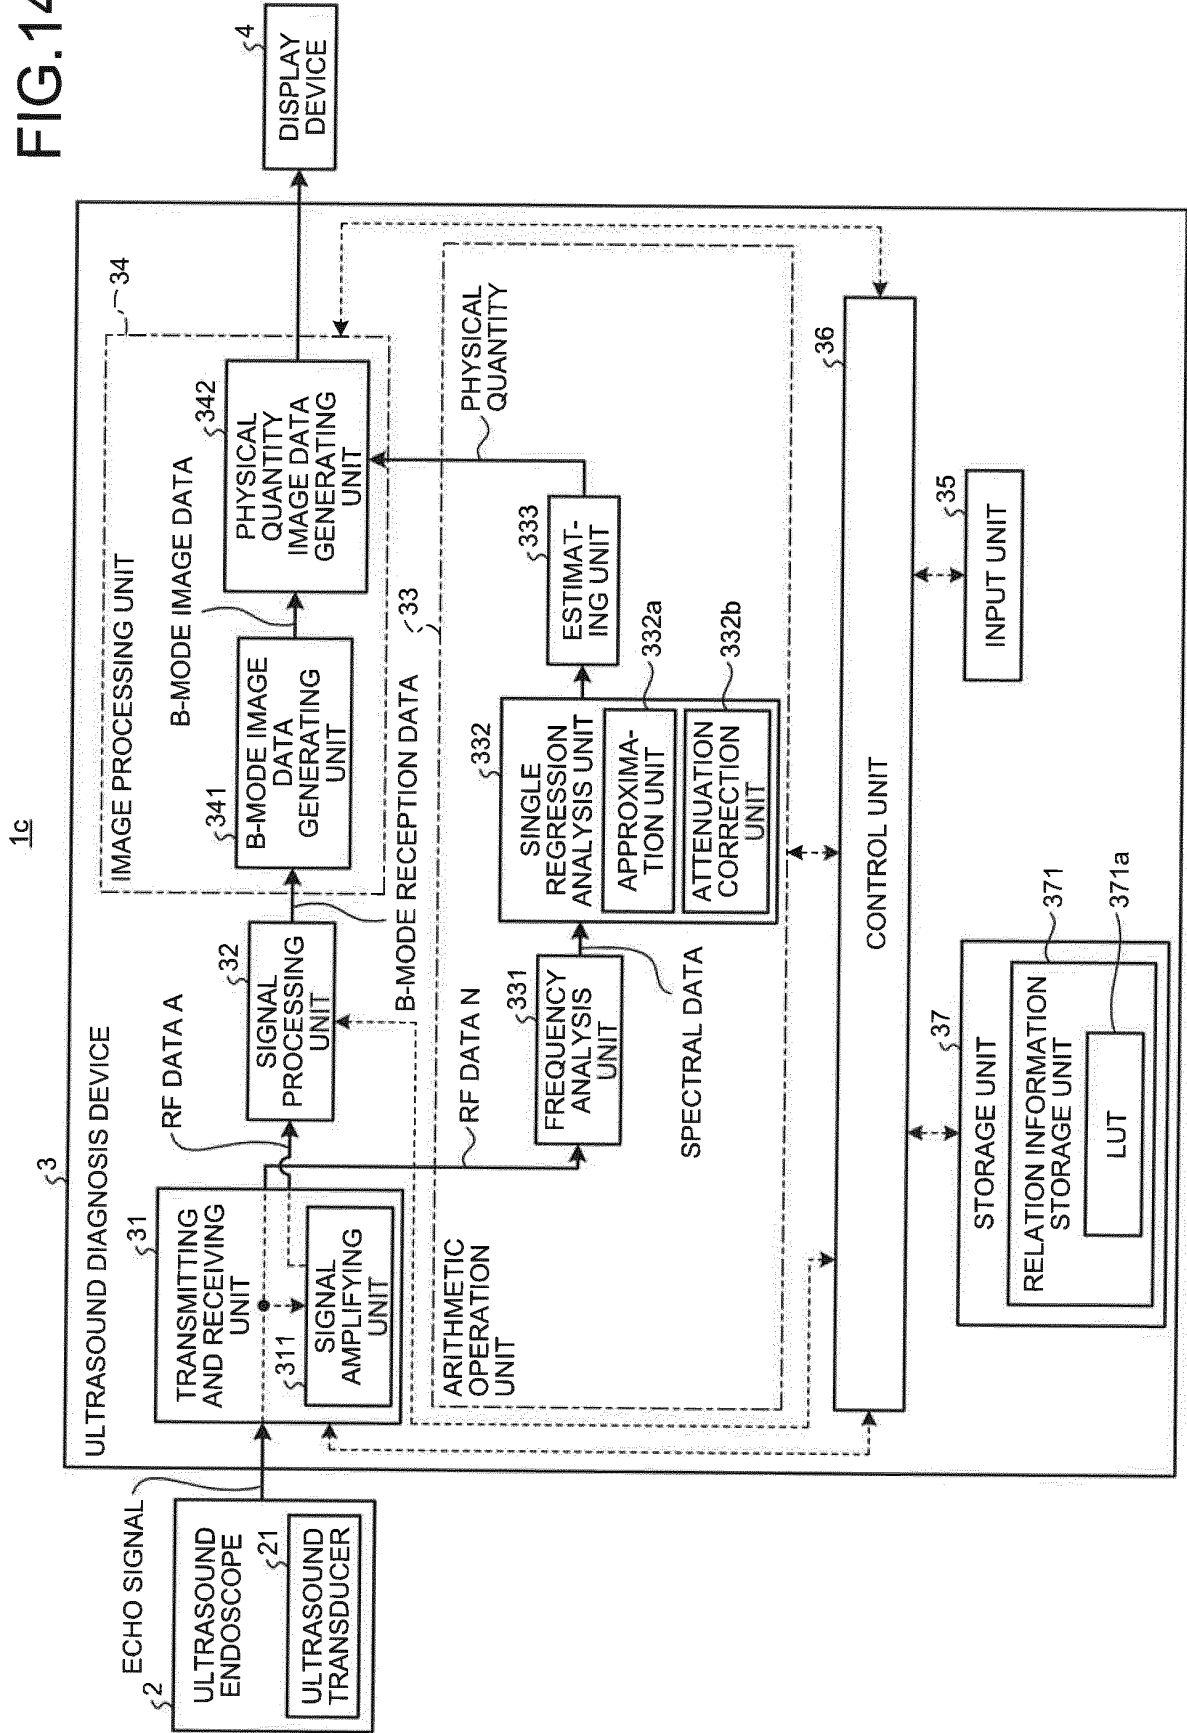 FIG.14
1c
3
ULTRASOUND DIAGNOSIS DEVICE
ECHO SIGNAL
2
ULTRASOUND
ENDOSCOPE
21
ULTRASOUND
TRANSDUCER
31
TRANSMITTING
AND RECEIVING
UNIT
311
SIGNAL
AMPLIFYING
UNIT
RF DATA A
32
SIGNAL
PROCESSING
UNIT
B-MODE RECEPTION DATA
34
IMAGE PROCESSING UNIT
341
B-MODE IMAGE
DATA
GENERATING
UNIT
B-MODE IMAGE DATA
342
PHYSICAL
QUANTITY
IMAGE DATA
GENERATING
UNIT
4
DISPLAY
DEVICE
33
ARITHMETIC
OPERATION
UNIT
RF DATA N
331
FREQUENCY
ANALYSIS
UNIT
SPECTRAL DATA
332
SINGLE
REGRESSION
ANALYSIS UNIT
APPROXIMA-
TION UNIT
332a
ATTENUATION
CORRECTION
UNIT
332b
333
ESTIMAT-
ING UNIT
PHYSICAL
QUANTITY
36
CONTROL UNIT
37
STORAGE UNIT
371
RELATION INFORMATION
STORAGE UNIT
371a
LUT
35
INPUT UNIT